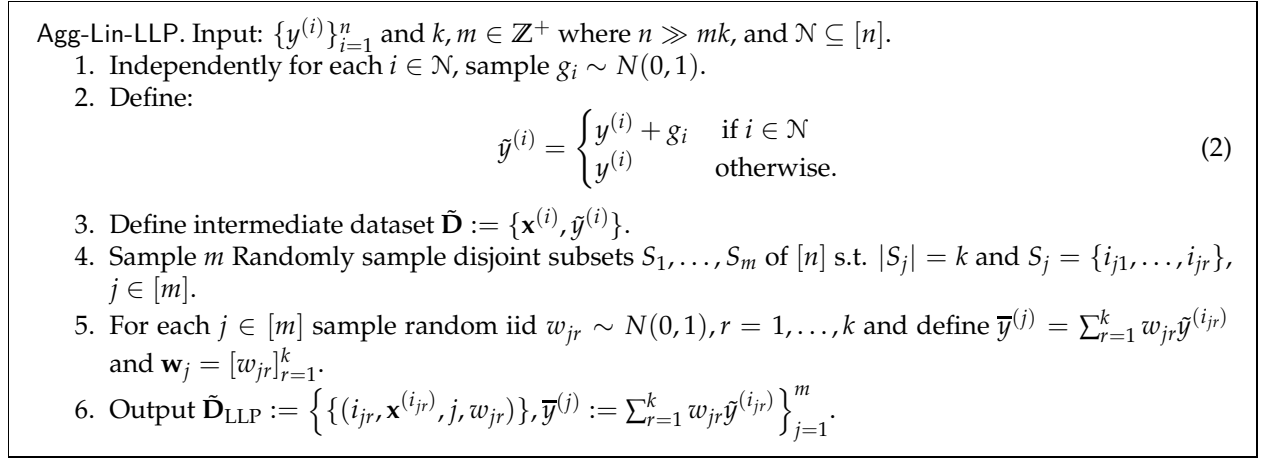 Agg-Lin-LLP. Input: {y^{(i)}}_{i=1}^n and k, m ∈ ℤ^+ where n ≫ mk, and 𝒩 ⊆ [n].
1. Independently for each i ∈ 𝒩, sample g_i ∼ N(0, 1).
2. Define:
ỹ^{(i)} = { y^{(i)} + g_i if i ∈ 𝒩
y^{(i)} otherwise.
(2)
3. Define intermediate dataset D̃ := {x^{(i)}, ỹ^{(i)}}.
4. Sample m Randomly sample disjoint subsets S_1, . . . , S_m of [n] s.t. |S_j| = k and S_j = {i_{j1}, . . . , i_{jr}},
j ∈ [m].
5. For each j ∈ [m] sample random iid w_{jr} ∼ N(0, 1), r = 1, . . . , k and define y̅^{(j)} = ∑_{r=1}^k w_{jr} ỹ^{(i_{jr})}
and w_j = [w_{jr}]_{r=1}^k.
6. Output D̃_{LLP} := { {(i_{jr}, x^{(i_{jr})}, j, w_{jr})}, y̅^{(j)} := ∑_{r=1}^k w_{jr} ỹ^{(i_{jr})} }_{j=1}^m.